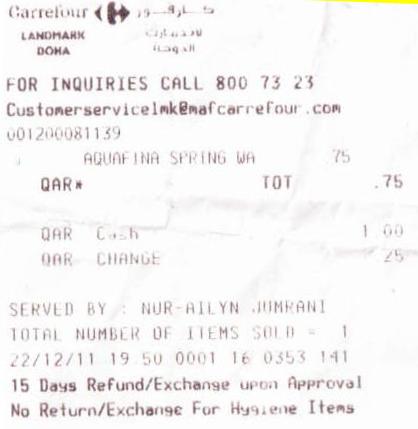 Carrefour كارفور
LANDMARK لاندمارك
DOHA الدوحة
FOR INQUIRIES CALL 800 73 23
Customerservicelmk@mafcarrefour.com
001200081139
AQUAFINA SPRING WA .75
QAR* TOT .75
QAR Cash 1.00
QAR CHANGE .25
SERVED BY : NUR-AILYN JUMRANI
TOTAL NUMBER OF ITEMS SOLD = 1
22/12/11 19 50 0001 16 0353 141
15 Days Refund/Exchange upon Approval
No Return/Exchange For Hygiene Items